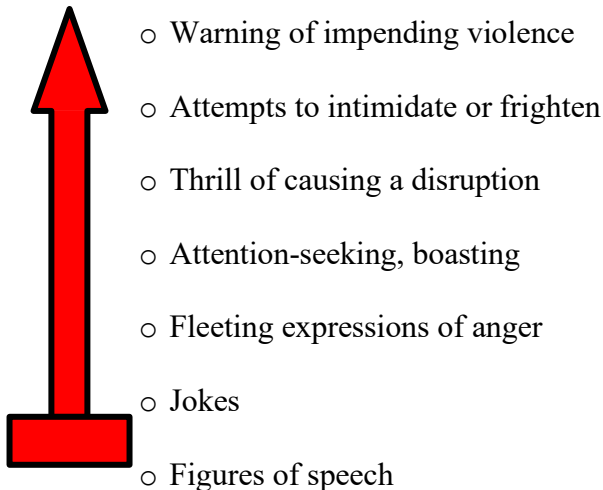 ○ Warning of impending violence
○ Attempts to intimidate or frighten
○ Thrill of causing a disruption
○ Attention-seeking, boasting
○ Fleeting expressions of anger
○ Jokes
○ Figures of speech